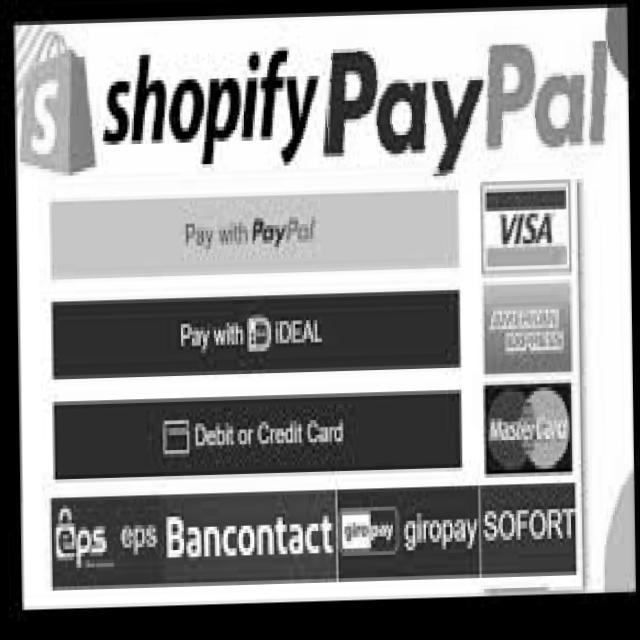 S shopify PayPal
Pay with PayPal
VISA
Pay with iDEAL
AMERICAN
EXPRESS
Debit or Credit Card
MasterCard
eps eps Bancontact giropay giropay SOFORT